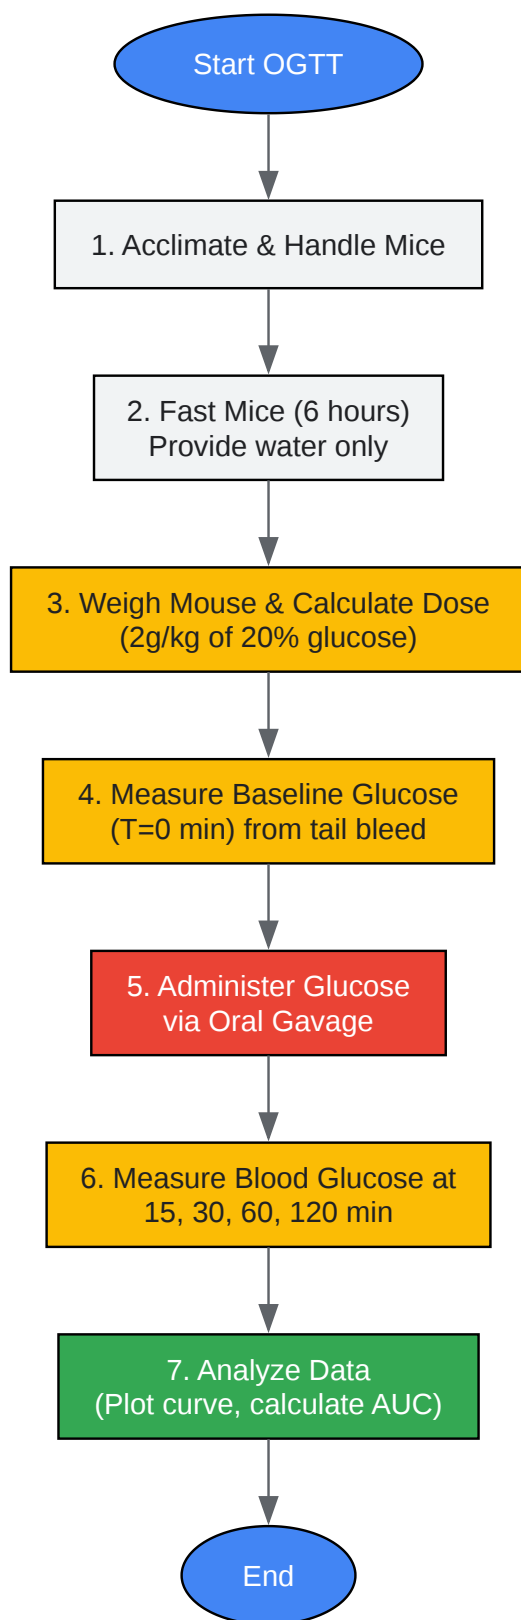 Start OGTT
1. Acclimate & Handle Mice
2. Fast Mice (6 hours)
Provide water only
3. Weigh Mouse & Calculate Dose
(2g/kg of 20% glucose)
4. Measure Baseline Glucose
(T=0 min) from tail bleed
5. Administer Glucose
via Oral Gavage
6. Measure Blood Glucose at
15, 30, 60, 120 min
7. Analyze Data
(Plot curve, calculate AUC)
End